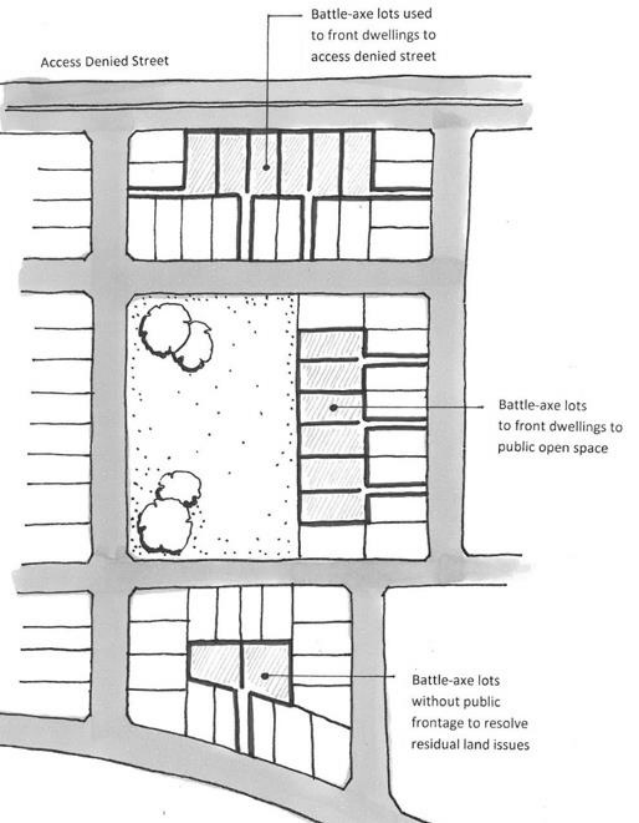 Battle-axe lots used
to front dwellings to
access denied street
Access Denied Street
Battle-axe lots
to front dwellings to
public open space
Battle-axe lots
without public
frontage to resolve
residual land issues